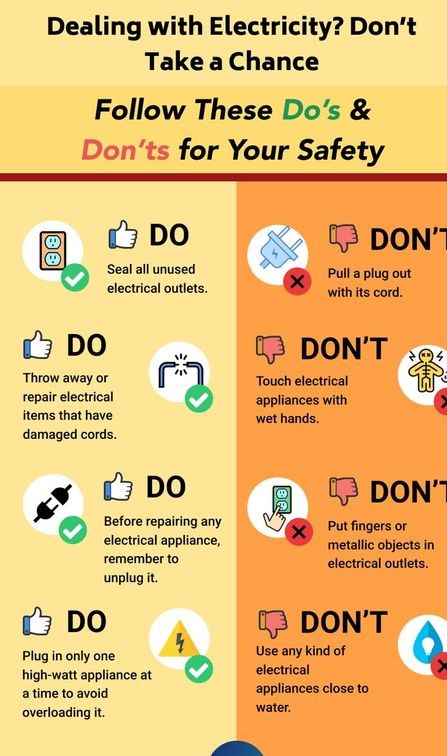 Dealing with Electricity? Don't
Take a Chance
Follow These Do's &
Don'ts for Your Safety
DO
Seal all unused
electrical outlets.
DON'T
Pull a plug out
with its cord.
DO
Throw away or
repair electrical
items that have
damaged cords.
DON'T
Touch electrical
appliances with
wet hands.
DO
Before repairing any
electrical appliance,
remember to
unplug it.
DON'T
Put fingers or
metallic objects in
electrical outlets.
DO
Plug in only one
high-watt appliance at
a time to avoid
overloading it.
DON'T
Use any kind of
electrical
appliances close to
water.